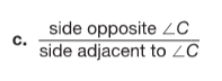 c. side opposite ∠C
side adjacent to ∠C